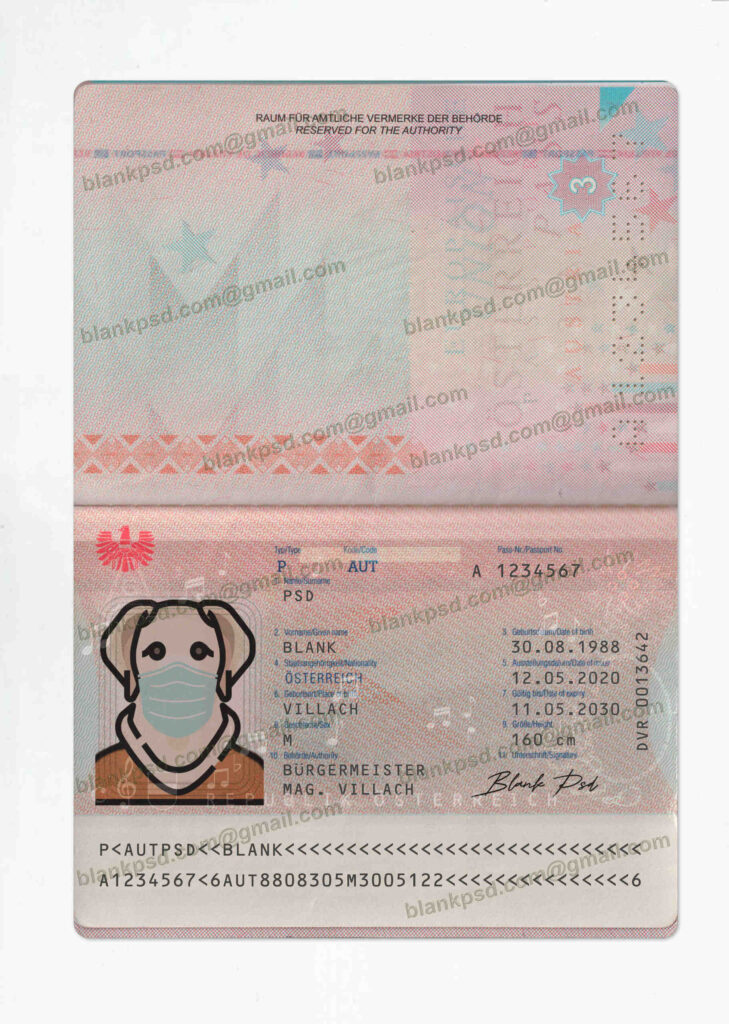 RAUM FÜR AMTLICHE VERMERKE DER BEHÖRDE
RESERVED FOR THE AUTHORITY
blankpsd.com@gmail.com
blankpsd.com@gmail.com
3
blankpsd.com@gmail.com
blankpsd.com@gmail.com
blankpsd.com@gmail.com
blankpsd.com@gmail.com
Typ/Type Kode/Code Pass-Nr./Passport No.
P AUT A 1234567
blankpsd.com@gmail.com
blankpsd.com@gmail.com
1. Name/Surname
PSD
2. Vorname/Given name 3. Geburtsdatum/Date of birth
BLANK 30.08.1988
4. Staatsangehörigkeit/Nationality 5. Ausstellungsdatum/Date of issue
ÖSTERREICH 12.05.2020
6. Geburtsort/Place of birth 7. Gültig bis/Date of expiry
VILLACH 11.05.2030
8. Geschlecht/Sex 9. Größe/Height
M 160 cm
DVR 0013642
10. Behörde/Authority 11. Unterschrift/Signature
BÜRGERMEISTER
MAG. VILLACH Blank Psd
blankpsd.com@gmail.com
blankpsd.com@gmail.com
REPUBLIK ÖSTERREICH
P<AUTPSD<<BLANK<<<<<<<<<<<<<<<<<<<<<<<<<<<<<
A1234567<6AUT8808305M3005122<<<<<<<<<<<<<<<6
blankpsd.com@gmail.com
blankpsd.com@gmail.com